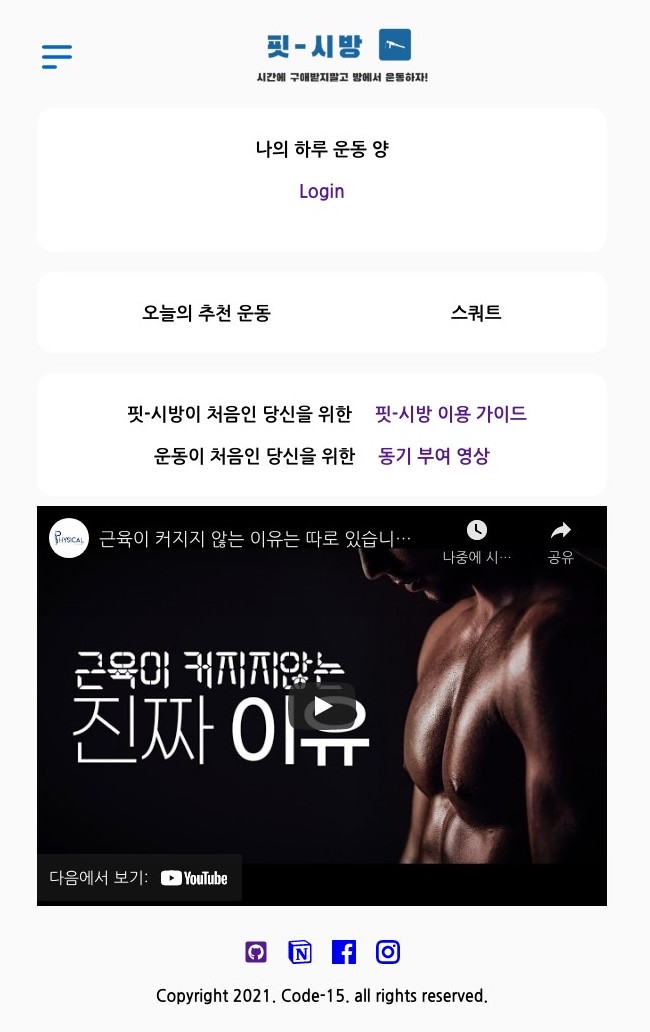 핏-시방
시간에 구애받지말고 방에서 운동하자!
나의 하루 운동 양
Login
오늘의 추천 운동 스쿼트
핏-시방이 처음인 당신을 위한 핏-시방 이용 가이드
운동이 처음인 당신을 위한 동기 부여 영상
PHYSICAL
근육이 커지지 않는 이유는 따로 있습니…
나중에 시…
공유
근육이 커지지않는
진짜 이유
다음에서 보기: YouTube
Copyright 2021. Code-15. all rights reserved.